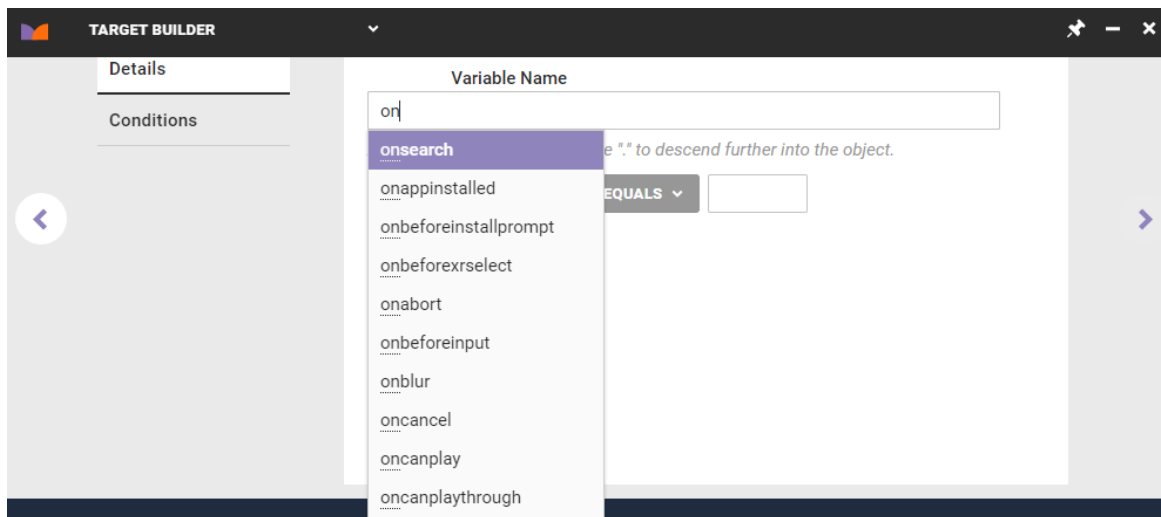 TARGET BUILDER
Details
Conditions
Variable Name
on
onsearch
e "." to descend further into the object.
onappinstalled
EQUALS
onbeforeinstallprompt
onbeforexrselect
onabort
onbeforeinput
onblur
oncancel
oncanplay
oncanplaythrough